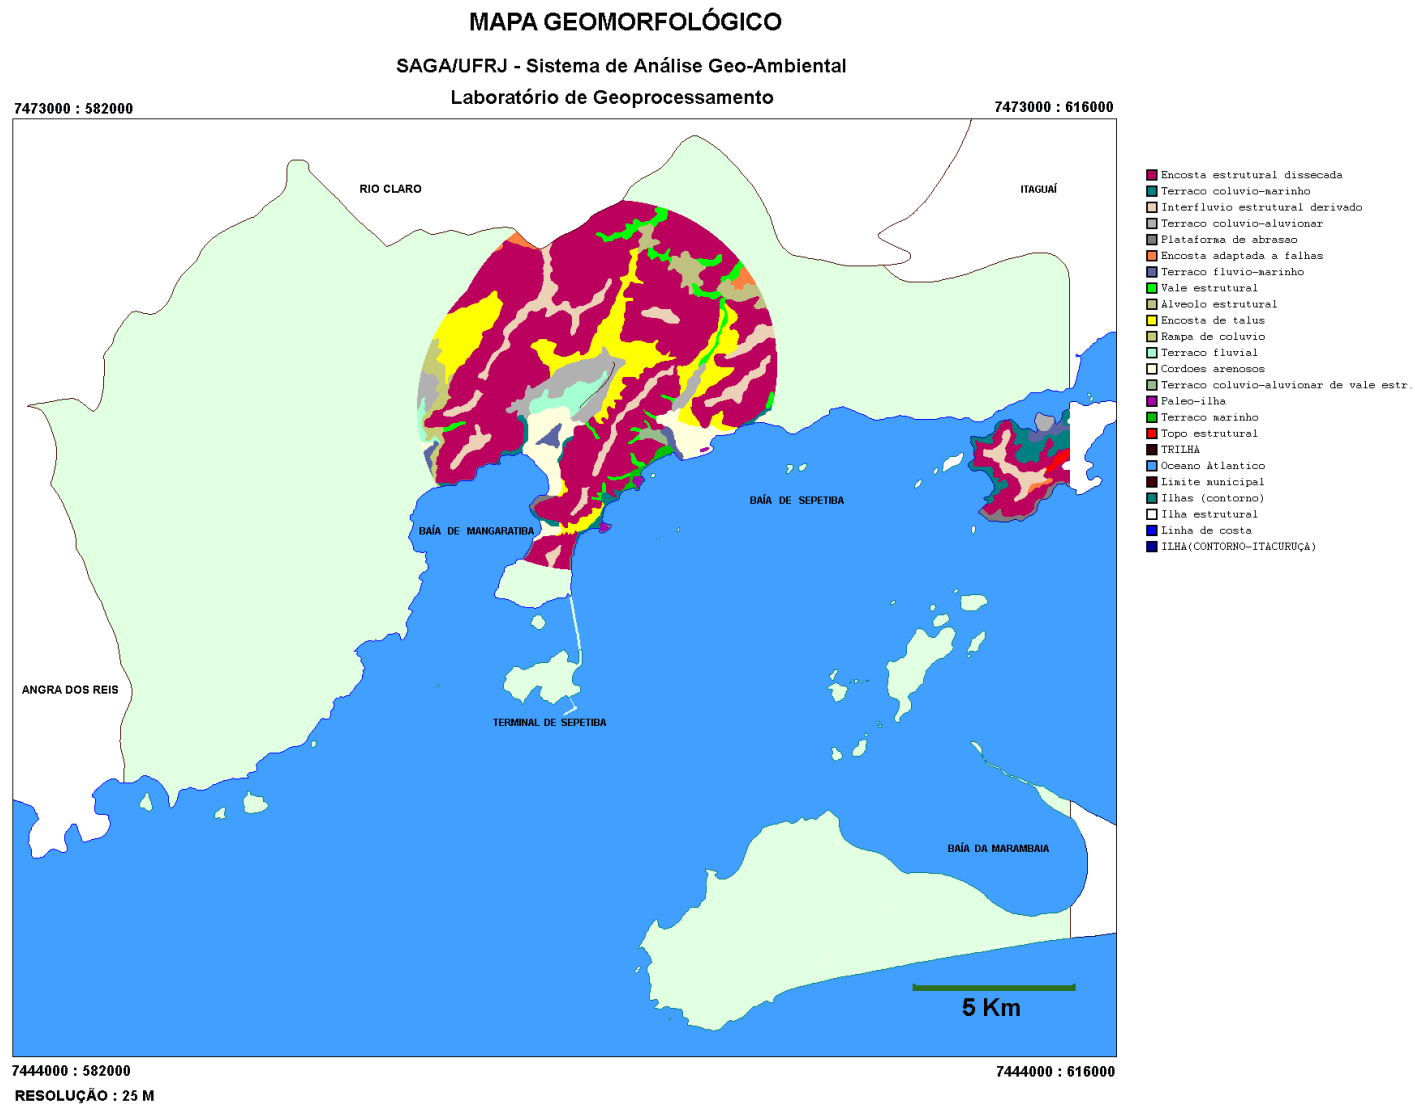 MAPA GEOMORFOLÓGICO
SAGA/UFRJ - Sistema de Análise Geo-Ambiental
Laboratório de Geoprocessamento
7473000 : 582000
7473000 : 616000
RIO CLARO
ITAGUAÍ
Encosta estrutural dissecada
Terraco coluvio-marinho
Interfluvio estrutural derivado
Terraco coluvio-aluvionar
Plataforma de abrasao
Encosta adaptada a falhas
Terraco fluvio-marinho
Vale estrutural
Alveolo estrutural
Encosta de talus
Rampa de coluvio
Terraco fluvial
Cordoes arenosos
Terraco coluvio-aluvionar de vale estr.
Paleo-ilha
Terraco marinho
Topo estrutural
TRILHA
Oceano Atlantico
Limite municipal
Ilhas (contorno)
Ilha estrutural
Linha de costa
ILHA(CONTORNO-ITACURUÇA)
BAÍA DE SEPETIBA
BAÍA DE MANGARATIBA
ANGRA DOS REIS
TERMINAL DE SEPETIBA
BAÍA DA MARAMBAIA
5 Km
7444000 : 582000
7444000 : 616000
RESOLUÇÃO : 25 M